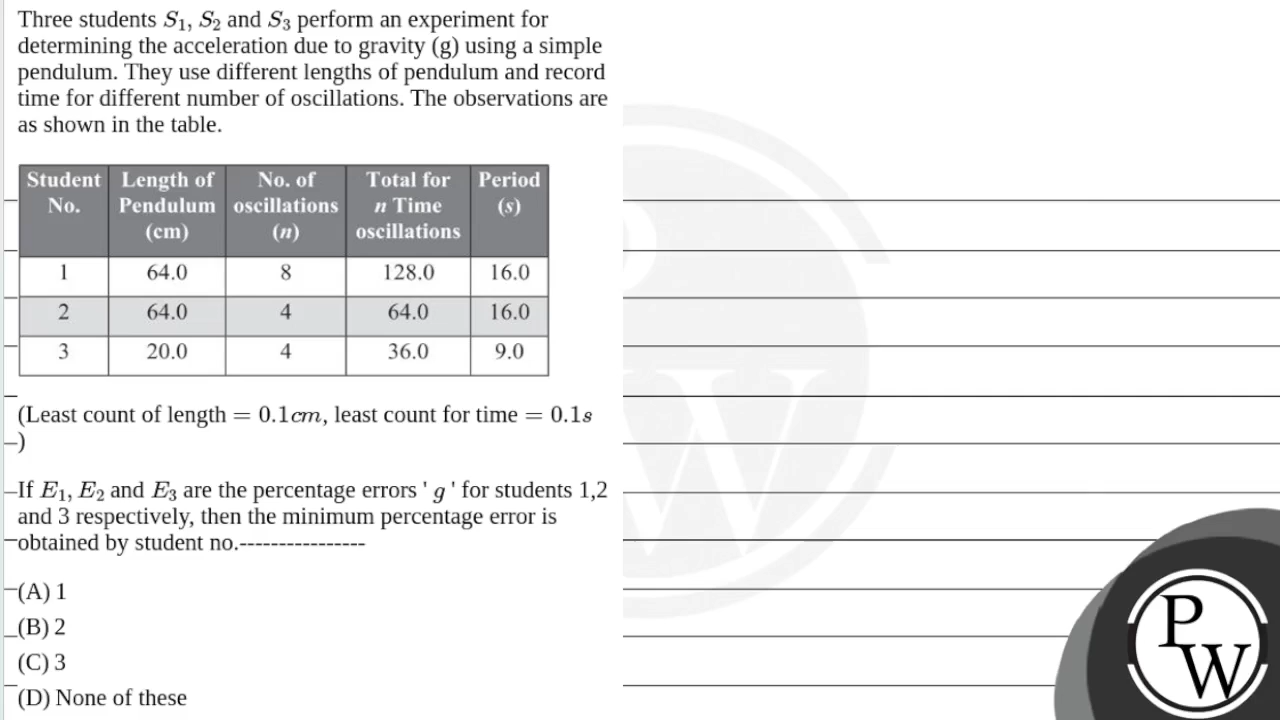 Three students S₁, S₂ and S₃ perform an experiment for
determining the acceleration due to gravity (g) using a simple
pendulum. They use different lengths of pendulum and record
time for different number of oscillations. The observations are
as shown in the table.
Student No. Length of Pendulum (cm) No. of oscillations (n) Total for n Time oscillations Period (s)
1 64.0 8 128.0 16.0
2 64.0 4 64.0 16.0
3 20.0 4 36.0 9.0
(Least count of length = 0.1cm, least count for time = 0.1s
)
If E₁, E₂ and E₃ are the percentage errors ' g ' for students 1,2
and 3 respectively, then the minimum percentage error is
obtained by student no.----------------
(A) 1
(B) 2
(C) 3
(D) None of these
PW